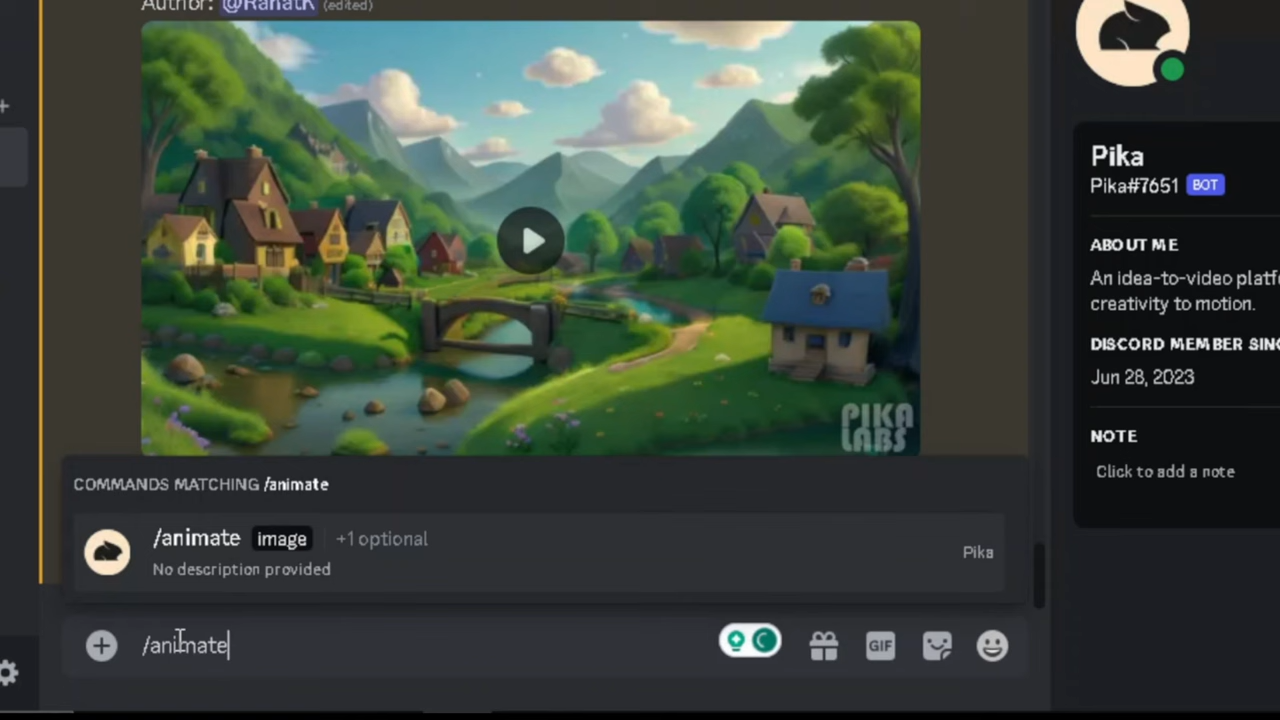 Author: @RanatK (edited)
PIKA
LABS
COMMANDS MATCHING /animate
/animate image +1 optional
No description provided
Pika
/animate
GIF
Pika
Pika#7651 BOT
ABOUT ME
An idea-to-video platf
creativity to motion.
DISCORD MEMBER SINC
Jun 28, 2023
NOTE
Click to add a note